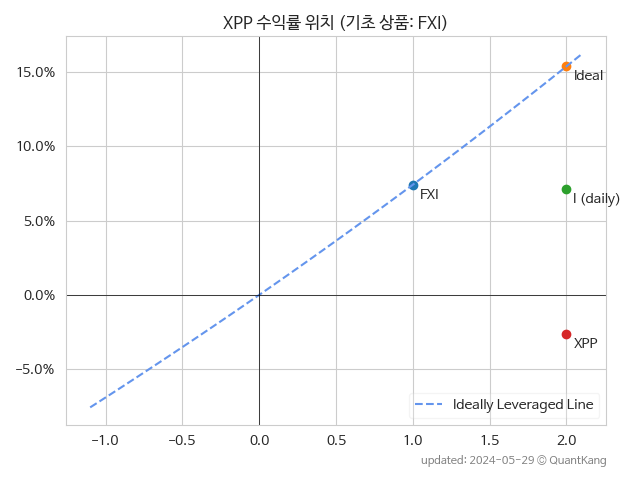 XPP 수익률 위치 (기초 상품: FXI)
15.0%
10.0%
5.0%
0.0%
−5.0%
Ideal
FXI
I (daily)
XPP
Ideally Leveraged Line
−1.0 −0.5 0.0 0.5 1.0 1.5 2.0
updated: 2024-05-29 © QuantKang